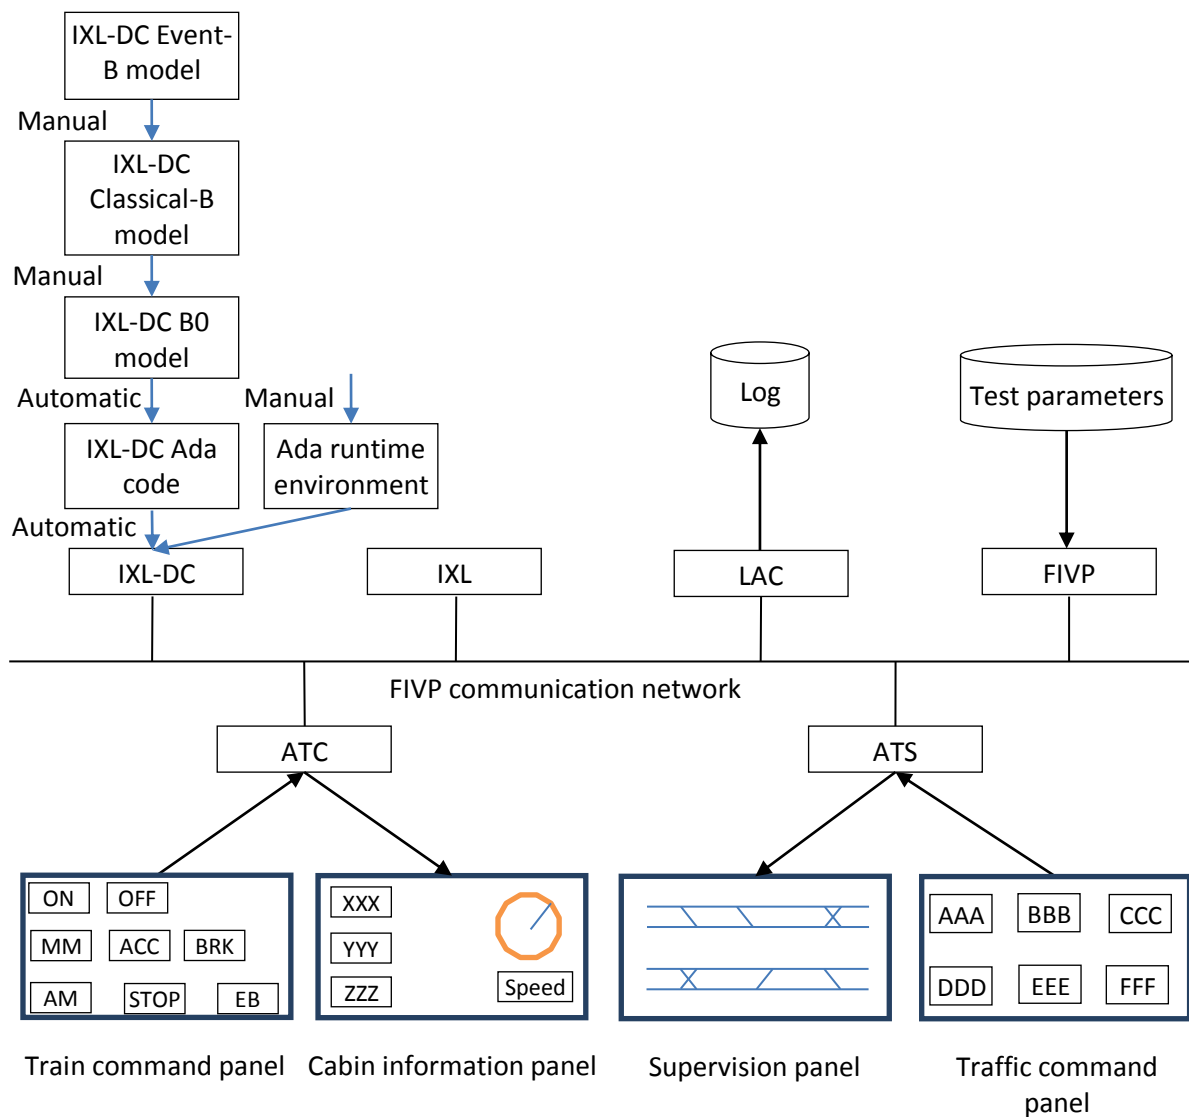 IXL-DC Event-
B model
Manual
IXL-DC
Classical-B
model
Manual
IXL-DC B0
model
Automatic
Manual
Log
Test parameters
IXL-DC Ada
code
Ada runtime
environment
Automatic
IXL-DC
IXL
LAC
FIVP
FIVP communication network
ATC
ATS
ON
OFF
MM
ACC
BRK
AM
STOP
EB
XXX
YYY
ZZZ
Speed
AAA
BBB
CCC
DDD
EEE
FFF
Train command panel
Cabin information panel
Supervision panel
Traffic command
panel